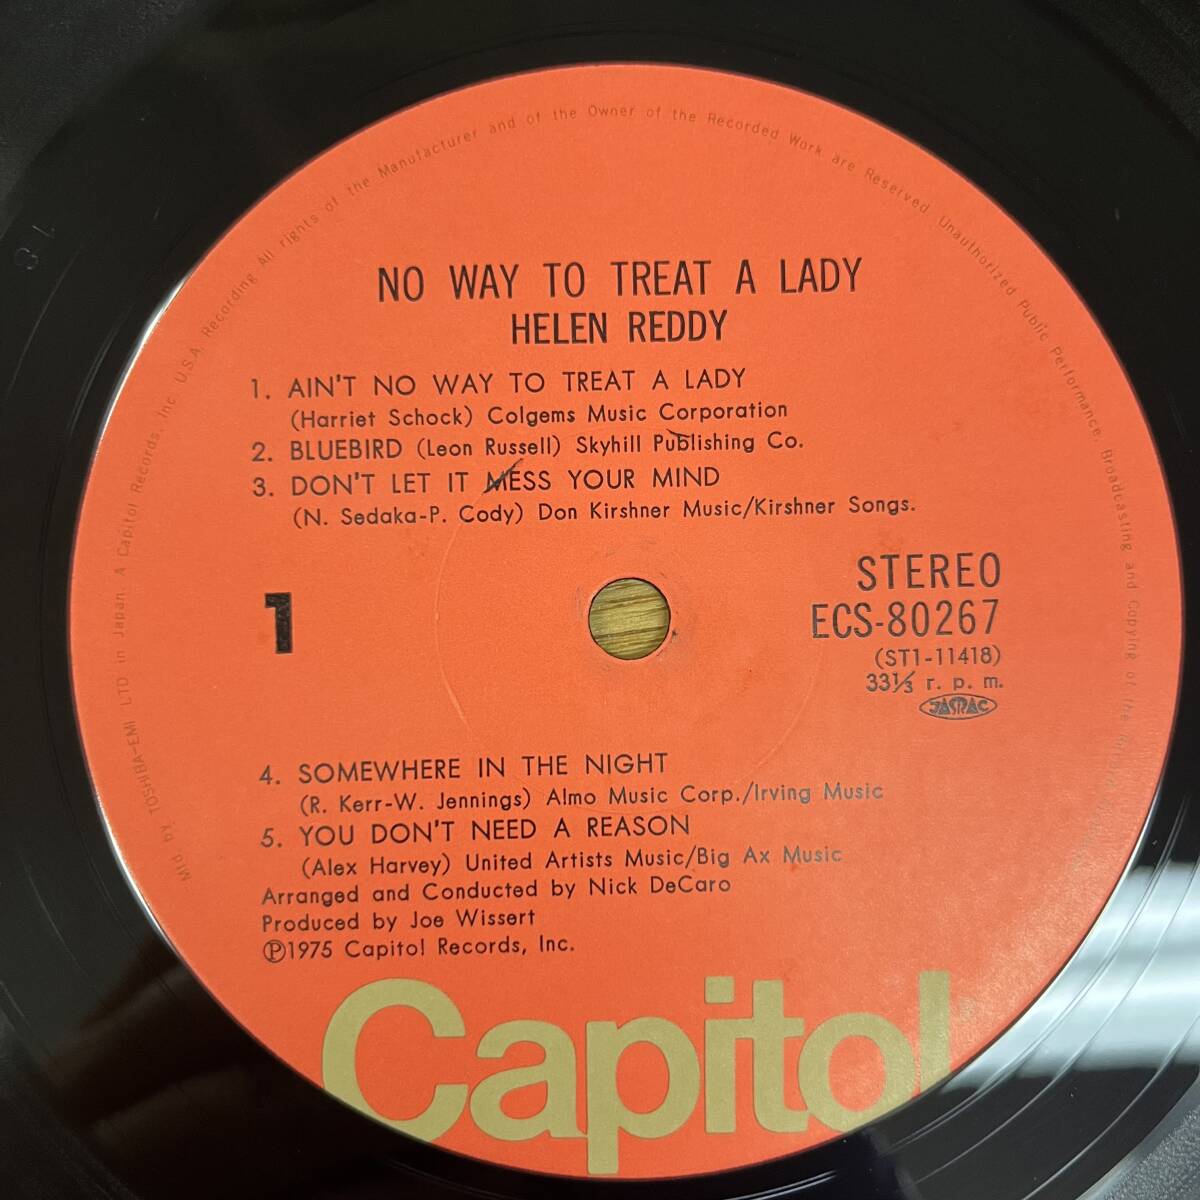 Mfd by TOSHIBA-EMI LTD in Japan. A Capitol Records, Inc U.S.A. Recording All rights of the Manufacturer and of the Owner of the Recorded Work are Reserved Unauthorized Public Performance. Broadcasting and Copying of the
NO WAY TO TREAT A LADY
HELEN REDDY
1. AIN'T NO WAY TO TREAT A LADY
(Harriet Schock) Colgems Music Corporation
2. BLUEBIRD (Leon Russell) Skyhill Publishing Co.
3. DON'T LET IT MESS YOUR MIND
(N. Sedaka-P. Cody) Don Kirshner Music/Kirshner Songs.
1
STEREO
ECS-80267
(ST1-11418)
33⅓ r. p. m.
JASRAC
4. SOMEWHERE IN THE NIGHT
(R. Kerr-W. Jennings) Almo Music Corp./Irving Music
5. YOU DON'T NEED A REASON
(Alex Harvey) United Artists Music/Big Ax Music
Arranged and Conducted by Nick DeCaro
Produced by Joe Wissert
Ⓟ1975 Capitol Records, Inc.
Capitol